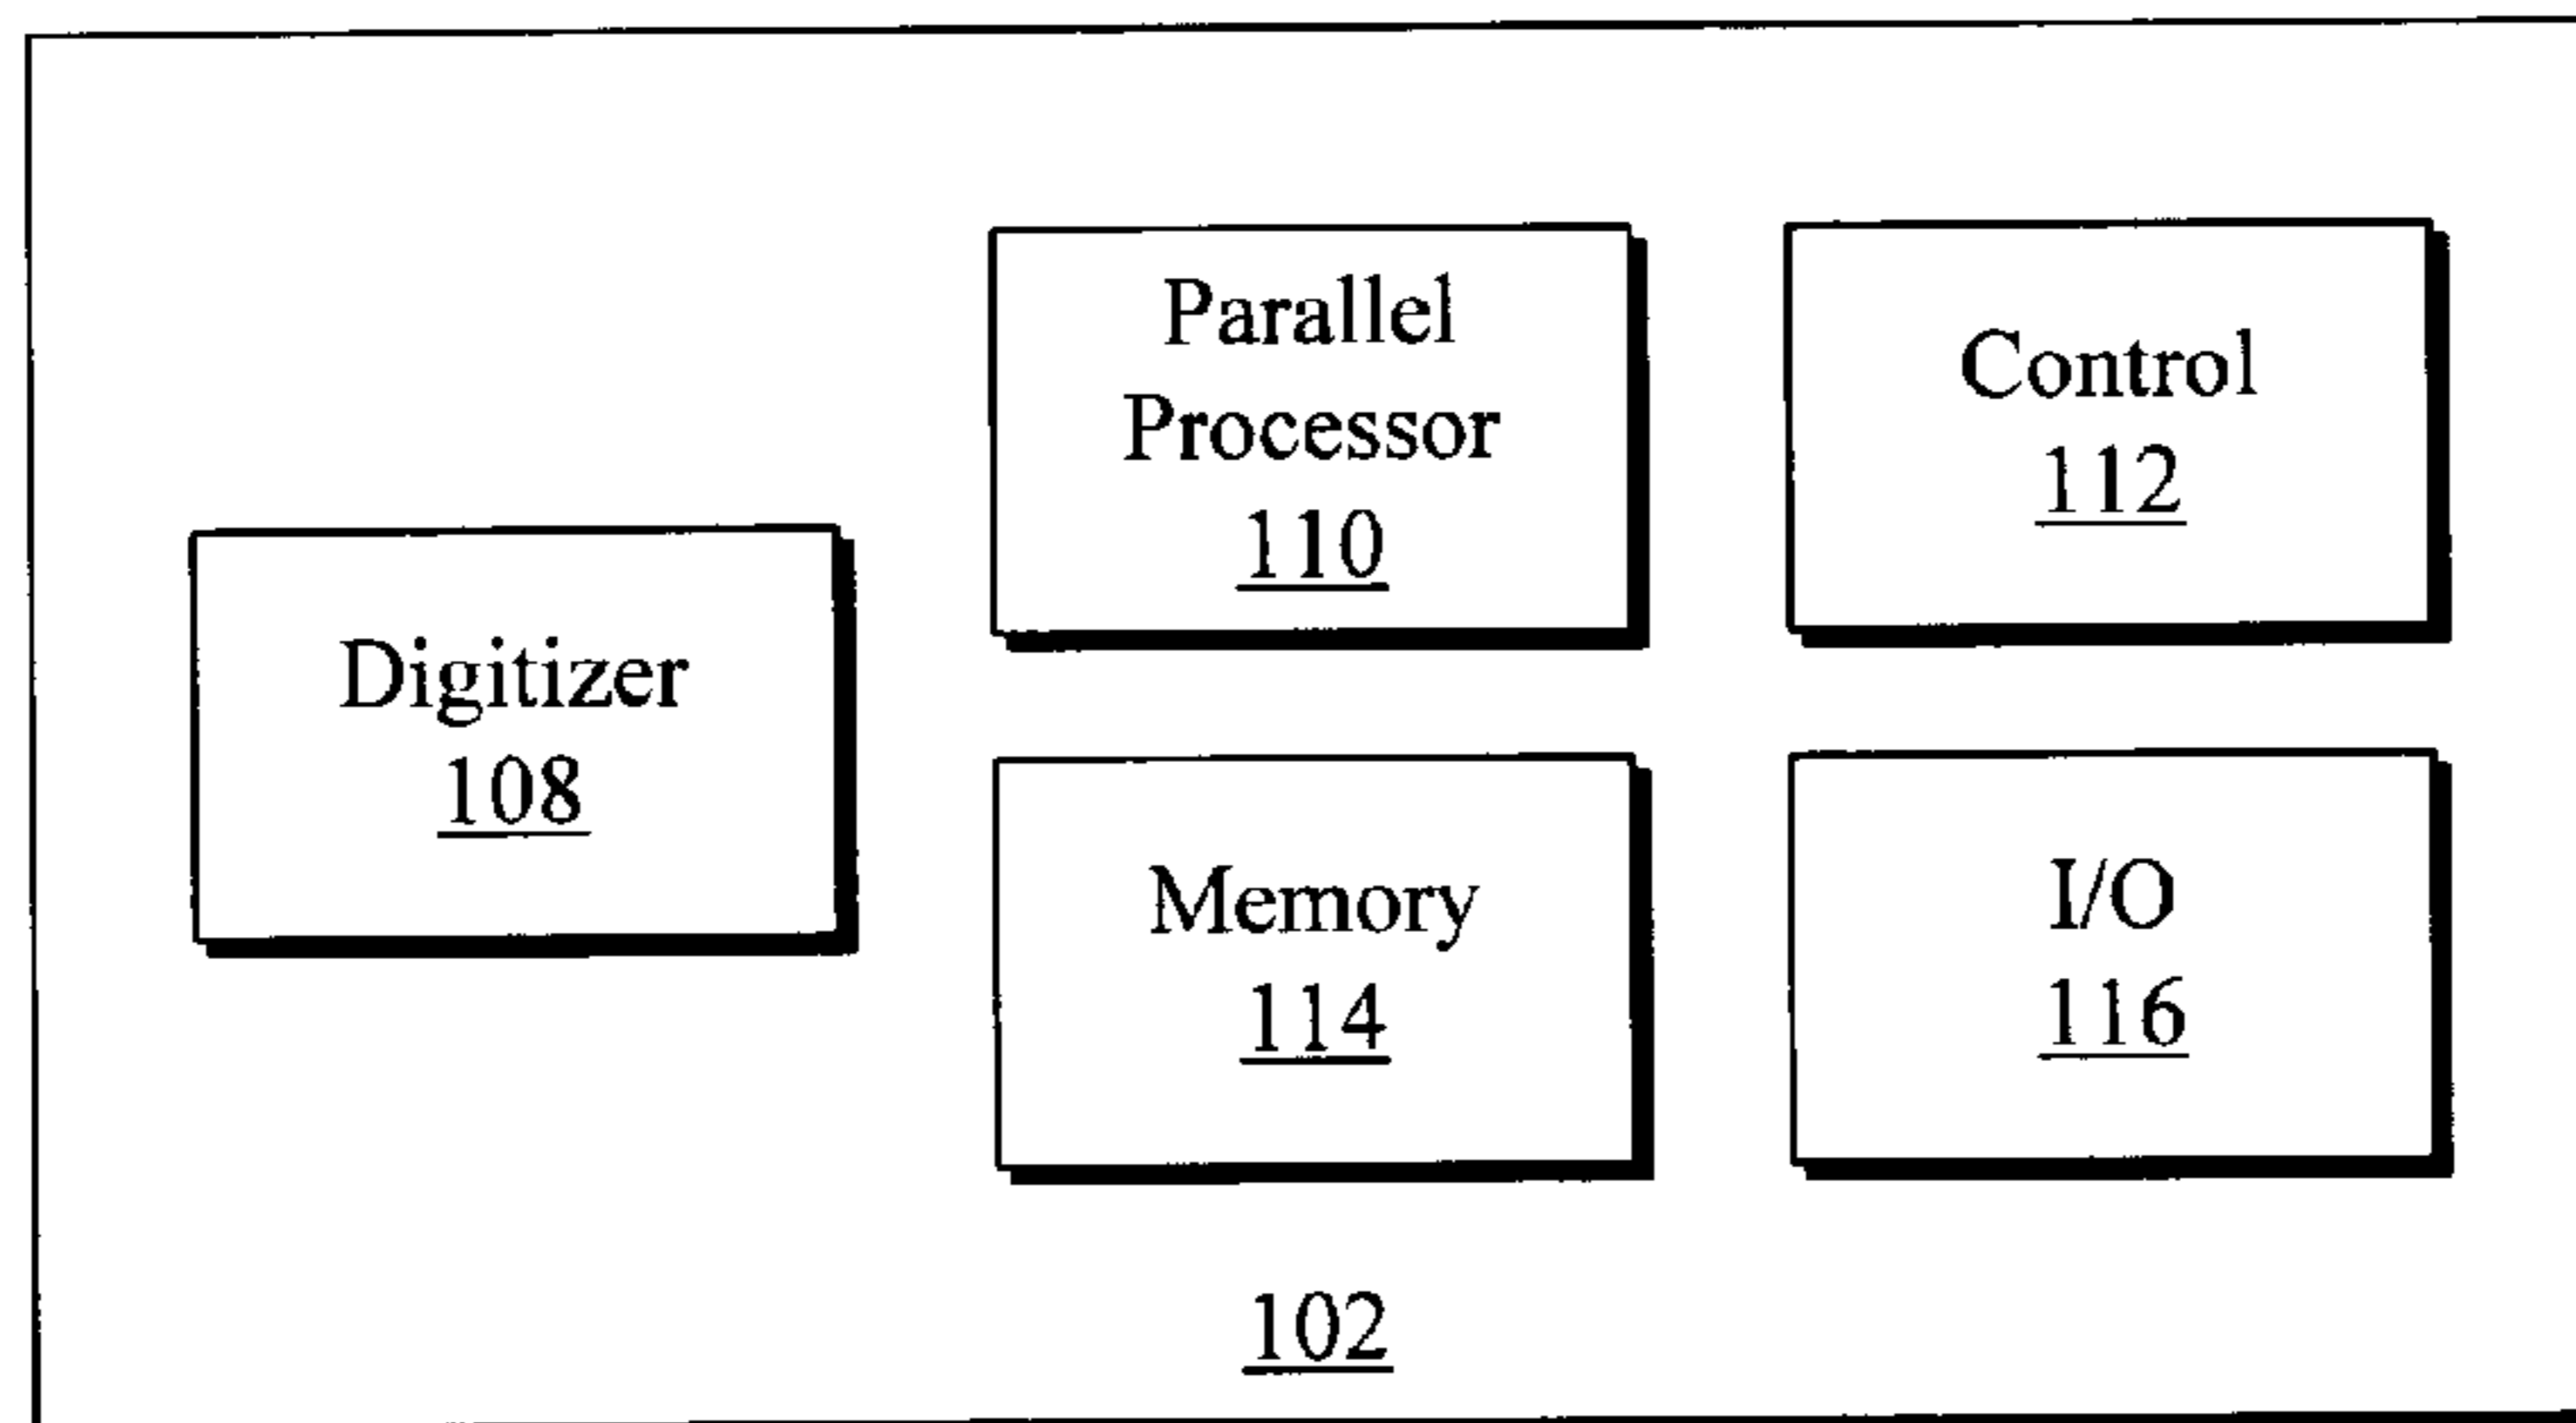 Parallel
Processor
110
Control
112
Digitizer
108
Memory
114
I/O
116
102